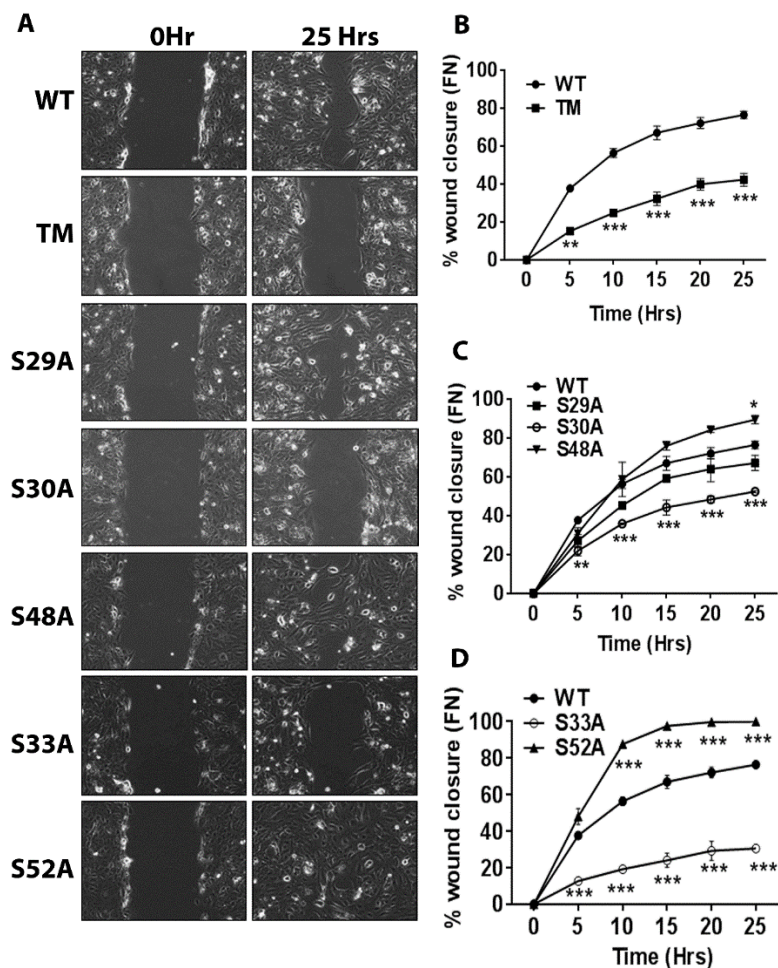 A
0Hr
25 Hrs
WT
TM
S29A
S30A
S48A
S33A
S52A
B
% wound closure (FN)
100
80
60
40
20
0
WT
TM
**
***
***
***
***
0 5 10 15 20 25
Time (Hrs)
C
% wound closure (FN)
100
80
60
40
20
0
WT
S29A
S30A
S48A
*
**
***
***
***
***
0 5 10 15 20 25
Time (Hrs)
D
% wound closure (FN)
100
80
60
40
20
0
WT
S33A
S52A
***
***
***
***
***
***
***
***
***
0 5 10 15 20 25
Time (Hrs)